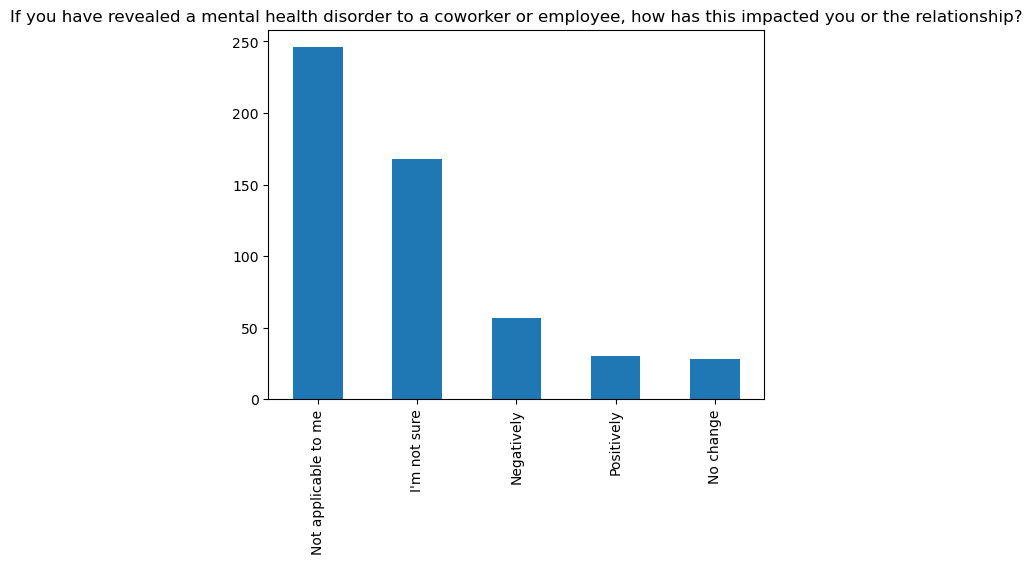 If you have revealed a mental health disorder to a coworker or employee, how has this impacted you or the relationship?
250
200
150
100
50
0
Not applicable to me
I'm not sure
Negatively
Positively
No change